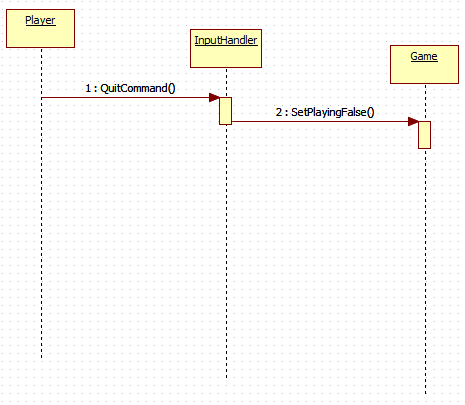 Player
InputHandler
Game
1 : QuitCommand()
2 : SetPlayingFalse()